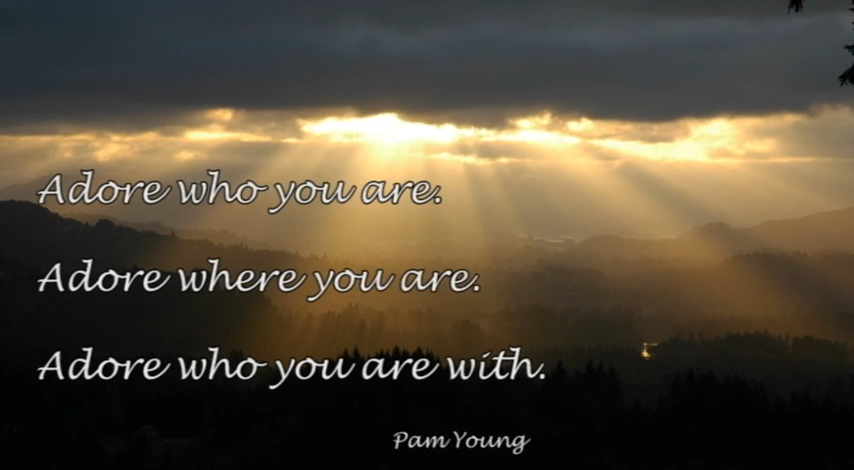 Adore who you are.
Adore where you are.
Adore who you are with.
Pam Young